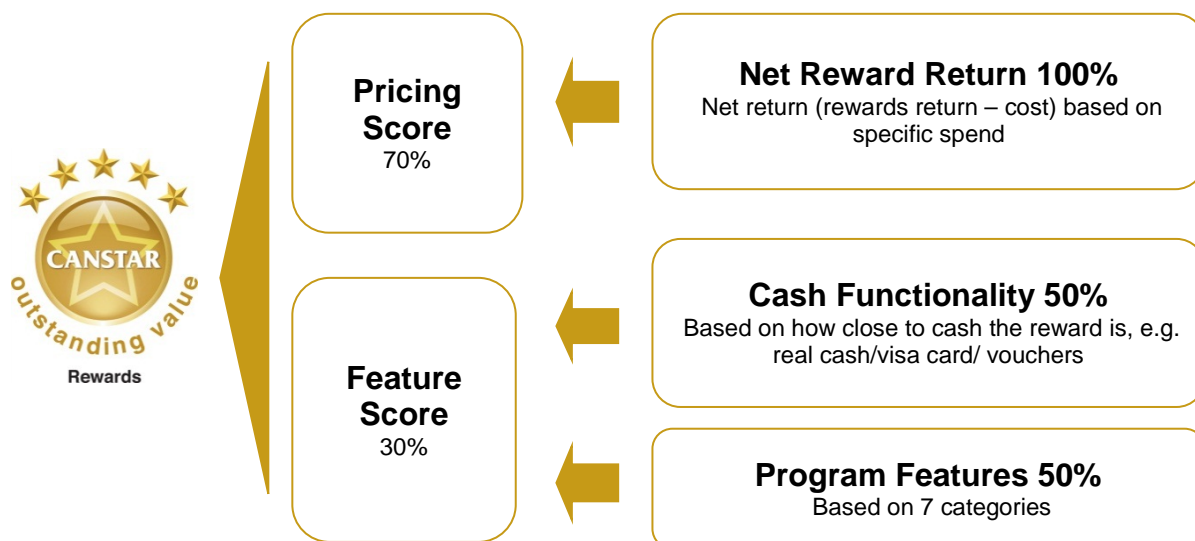 CANSTAR
outstanding value
Rewards
Pricing
Score
70%
Net Reward Return 100%
Net return (rewards return – cost) based on
specific spend
Feature
Score
30%
Cash Functionality 50%
Based on how close to cash the reward is, e.g.
real cash/visa card/ vouchers
Program Features 50%
Based on 7 categories